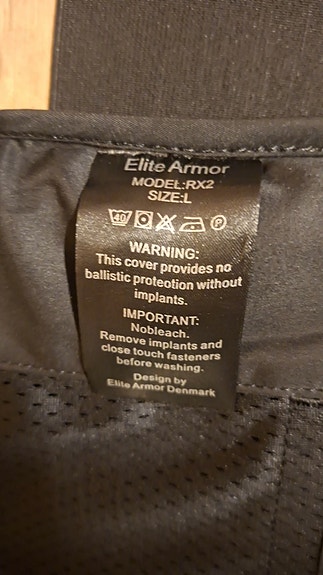 Elite Armor
MODEL:RX2
SIZE:L
40 P
WARNING:
This cover provides no
ballistic protection without
implants.
IMPORTANT:
Nobleach.
Remove implants and
close touch fasteners
before washing.
Design by
Elite Armor Denmark